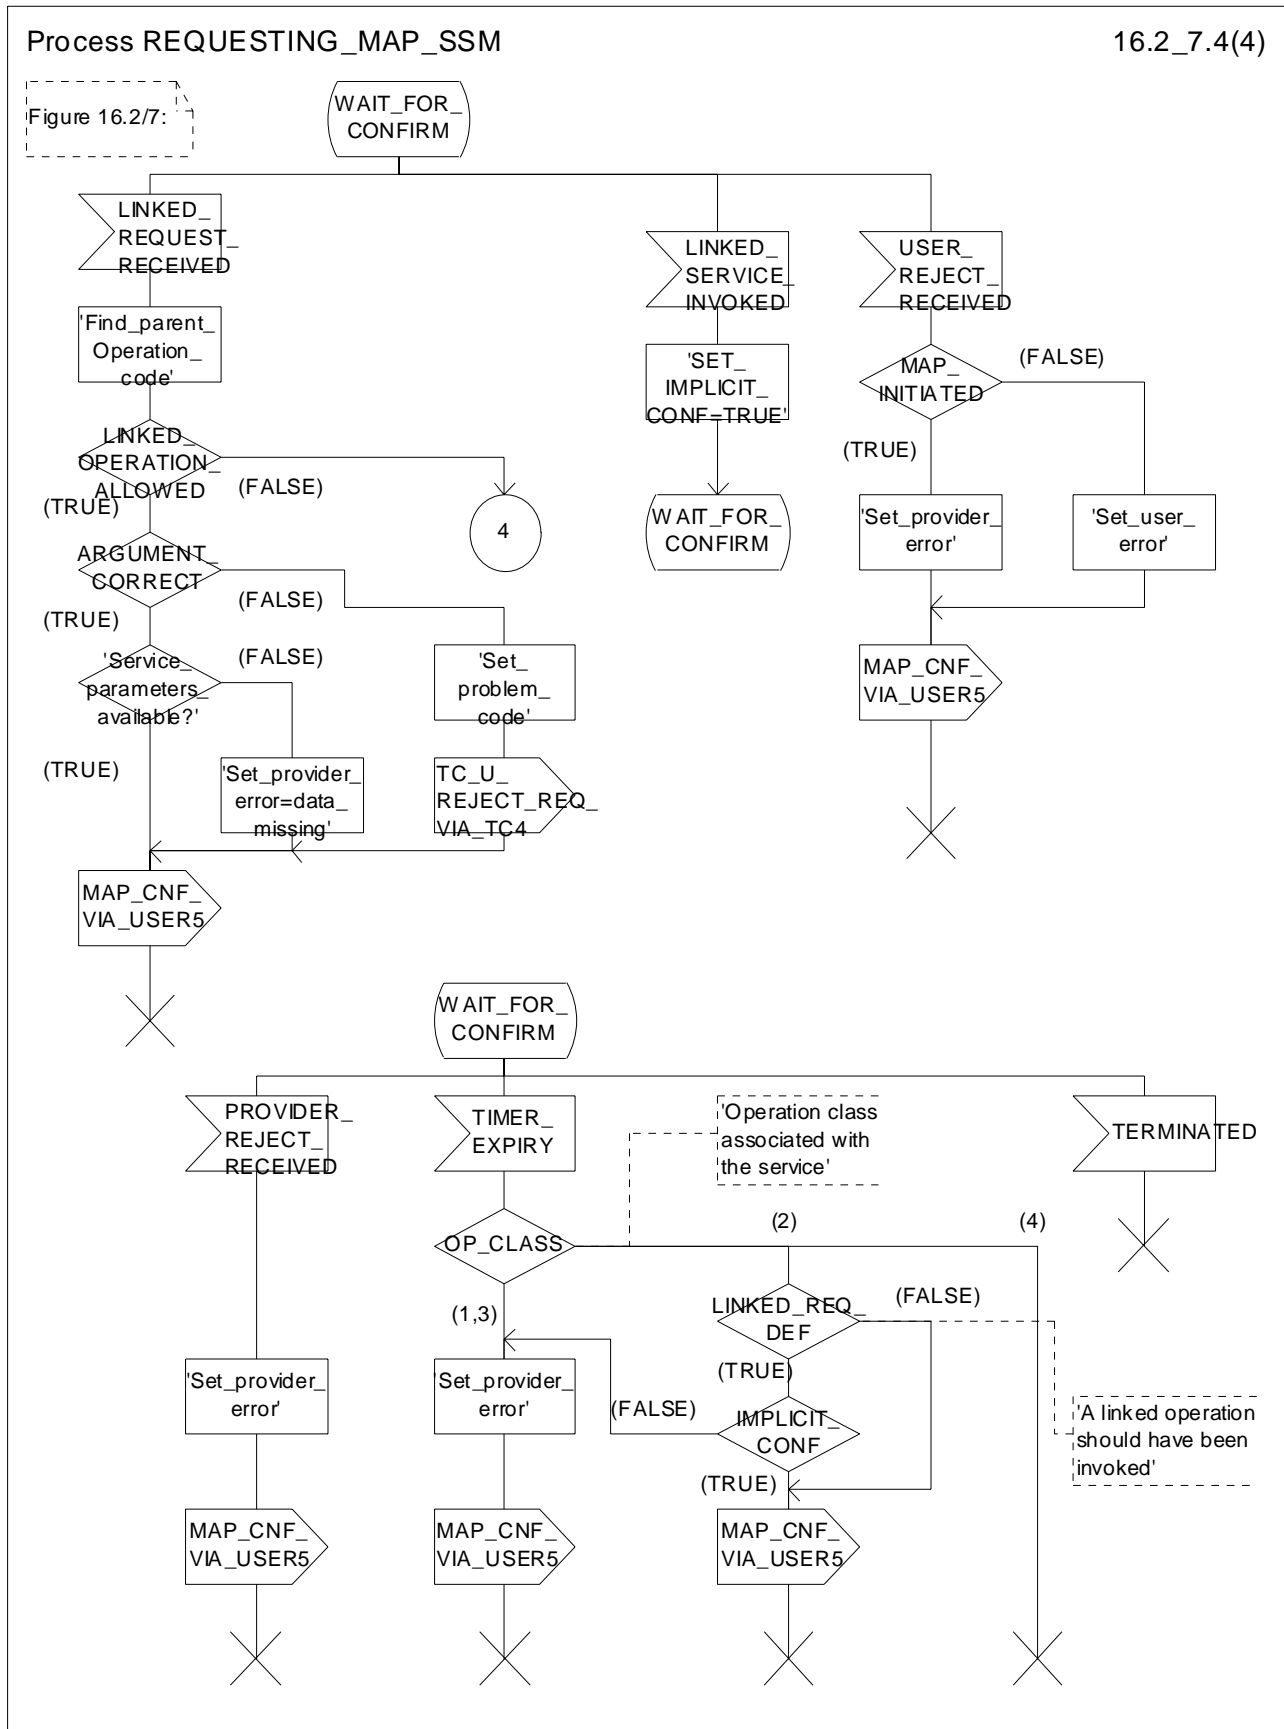 Process REQUESTING_MAP_SSM
16.2_7.4(4)
Figure 16.2/7:
WAIT_FOR_
CONFIRM
LINKED_
REQUEST_
RECEIVED
LINKED_
SERVICE_
INVOKED
USER_
REJECT_
RECEIVED
'Find_parent_
Operation_
code'
'SET_
IMPLICIT_
CONF=TRUE'
MAP_
INITIATED
(FALSE)
(TRUE)
LINKED_
OPERATION_
ALLOWED
(FALSE)
(TRUE)
4
WAIT_FOR_
CONFIRM
'Set_provider_
error'
'Set_user_
error'
ARGUMENT_
CORRECT
(FALSE)
(TRUE)
'Service_
parameters_
available?'
(FALSE)
(TRUE)
'Set_
problem_
code'
MAP_CNF_
VIA_USER5
'Set_provider_
error=data_
missing'
TC_U_
REJECT_REQ_
VIA_TC4
MAP_CNF_
VIA_USER5
WAIT_FOR_
CONFIRM
PROVIDER_
REJECT_
RECEIVED
TIMER_
EXPIRY
'Operation class
associated with
the service'
TERMINATED
OP_CLASS
(2)
(4)
(1,3)
LINKED_REQ_
DEF
(FALSE)
(TRUE)
'Set_provider_
error'
'Set_provider_
error'
(FALSE)
IMPLICIT_
CONF
(TRUE)
'A linked operation
should have been
invoked'
MAP_CNF_
VIA_USER5
MAP_CNF_
VIA_USER5
MAP_CNF_
VIA_USER5